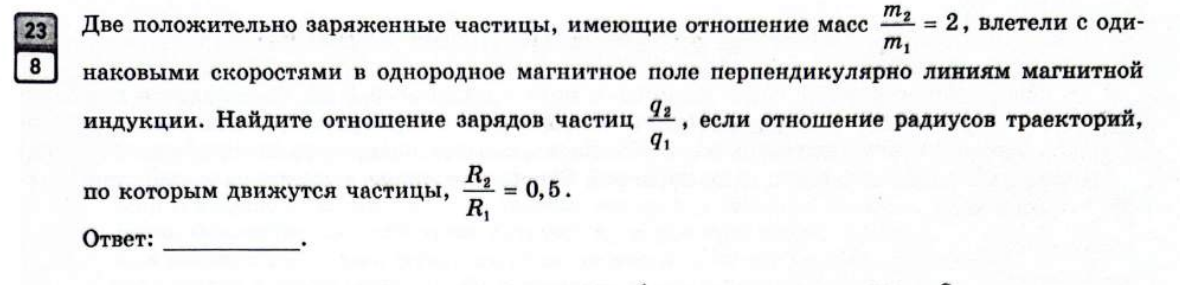 23
8
Две положительно заряженные частицы, имеющие отношение масс m₂/m₁ = 2, влетели с оди-
наковыми скоростями в однородное магнитное поле перпендикулярно линиям магнитной
индукции. Найдите отношение зарядов частиц q₂/q₁, если отношение радиусов траекторий,
по которым движутся частицы, R₂/R₁ = 0,5.
Ответ: __________.